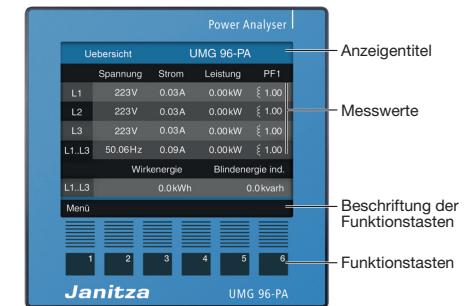 Power Analyser
Uebersicht UMG 96-PA
Spannung Strom Leistung PF1
L1 223V 0.03A 0.00kW 1.00
L2 223V 0.03A 0.00kW 1.00
L3 223V 0.03A 0.00kW 1.00
L1..L3 50.06Hz 0.09A 0.00kW 1.00
Wirkenergie Blindenergie ind.
L1..L3 0.0kWh 0.0kvarh
Menü
1 2 3 4 5 6
Janitza UMG 96-PA
Anzeigentitel
Messwerte
Beschriftung der
Funktionstasten
Funktionstasten